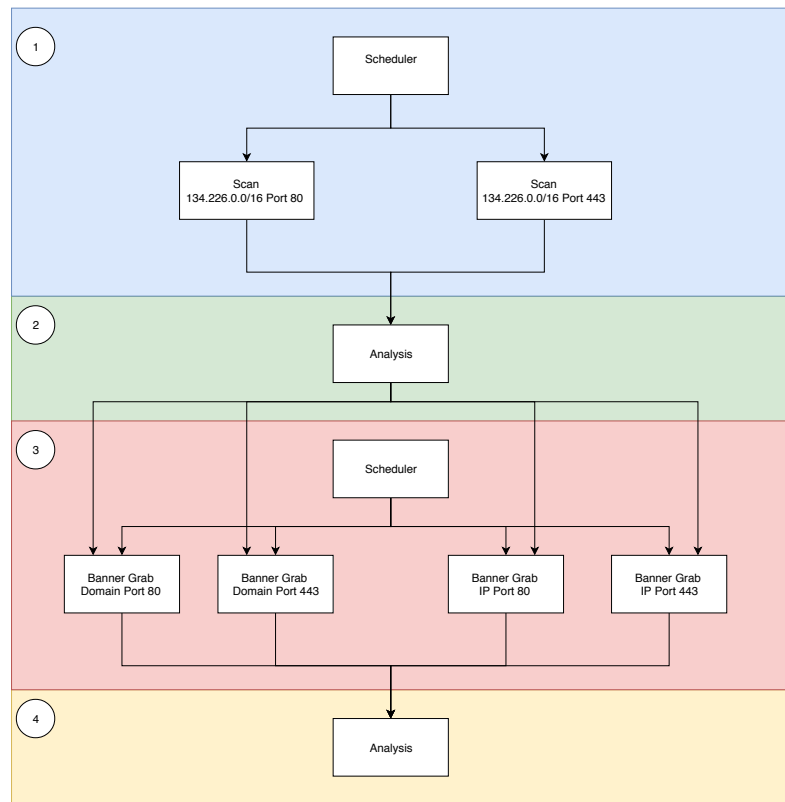 1
Scheduler
Scan
134.226.0.0/16 Port 80
Scan
134.226.0.0/16 Port 443
2
Analysis
3
Scheduler
Banner Grab
Domain Port 80
Banner Grab
Domain Port 443
Banner Grab
IP Port 80
Banner Grab
IP Port 443
4
Analysis